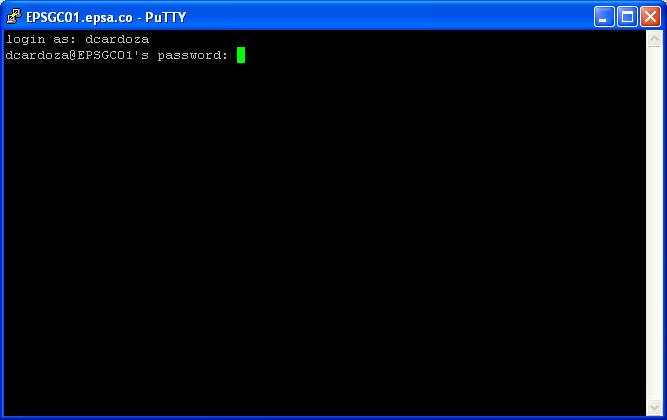 EPSGC01.epsa.co - PuTTY
login as: dcardoza
dcardoza@EPSGC01's password: